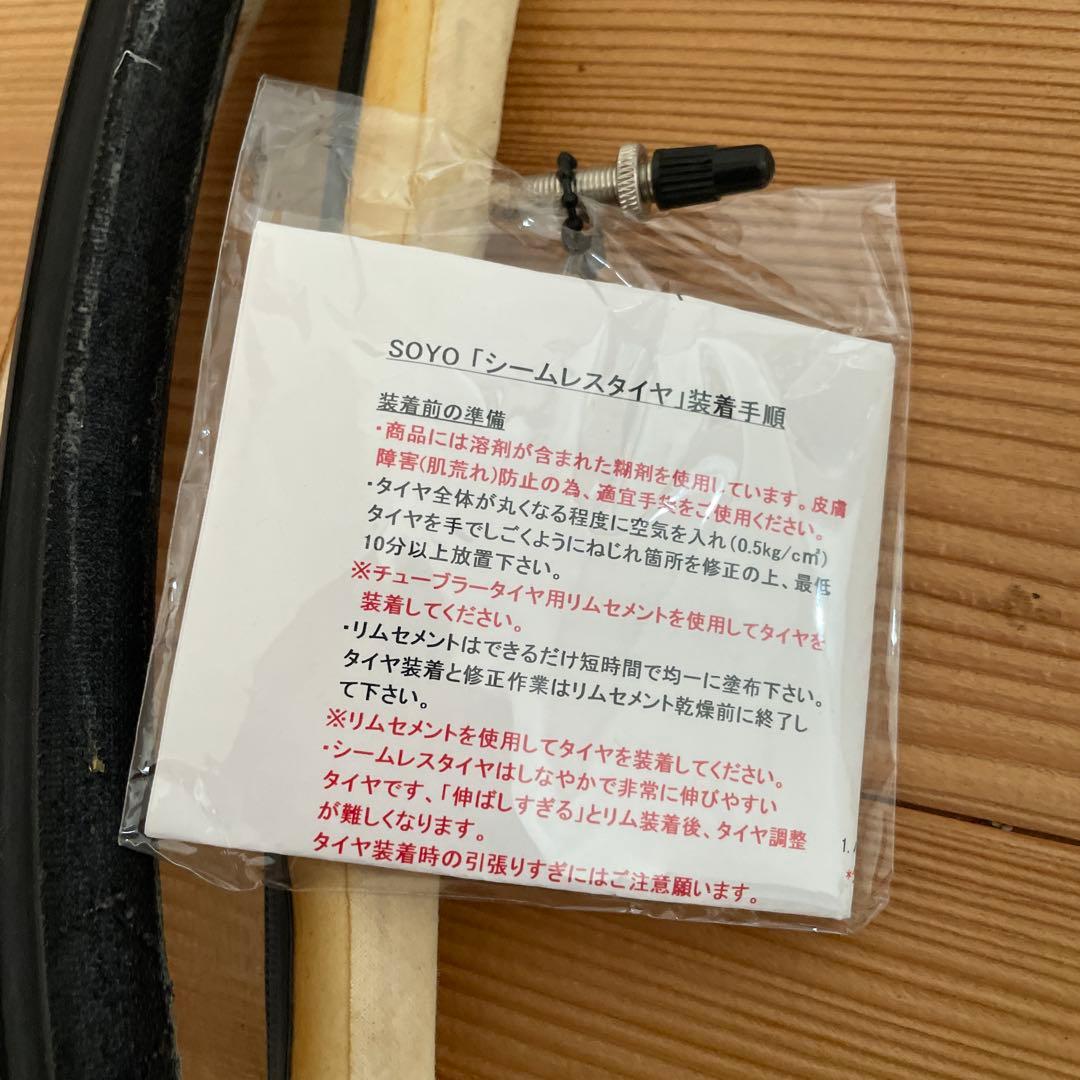 SOYO「シームレスタイヤ」装着手順
装着前の準備
・商品には溶剤が含まれた糊剤を使用しています。皮膚
障害(肌荒れ)防止の為、適宜手袋をご使用ください。
・タイヤ全体が丸くなる程度に空気を入れ(0.5kg/c㎡)
タイヤを手でしごくようにねじれ箇所を修正の上、最低
10分以上放置下さい。
※チューブラータイヤ用リムセメントを使用してタイヤを
装着してください。
・リムセメントはできるだけ短時間で均一に塗布下さい。
タイヤ装着と修正作業はリムセメント乾燥前に終了し
て下さい。
※リムセメントを使用してタイヤを装着してください。
・シームレスタイヤはしなやかで非常に伸びやすい
タイヤです、「伸ばしすぎる」とリム装着後、タイヤ調整
が難しくなります。
タイヤ装着時の引張りすぎにはご注意願います。
1.